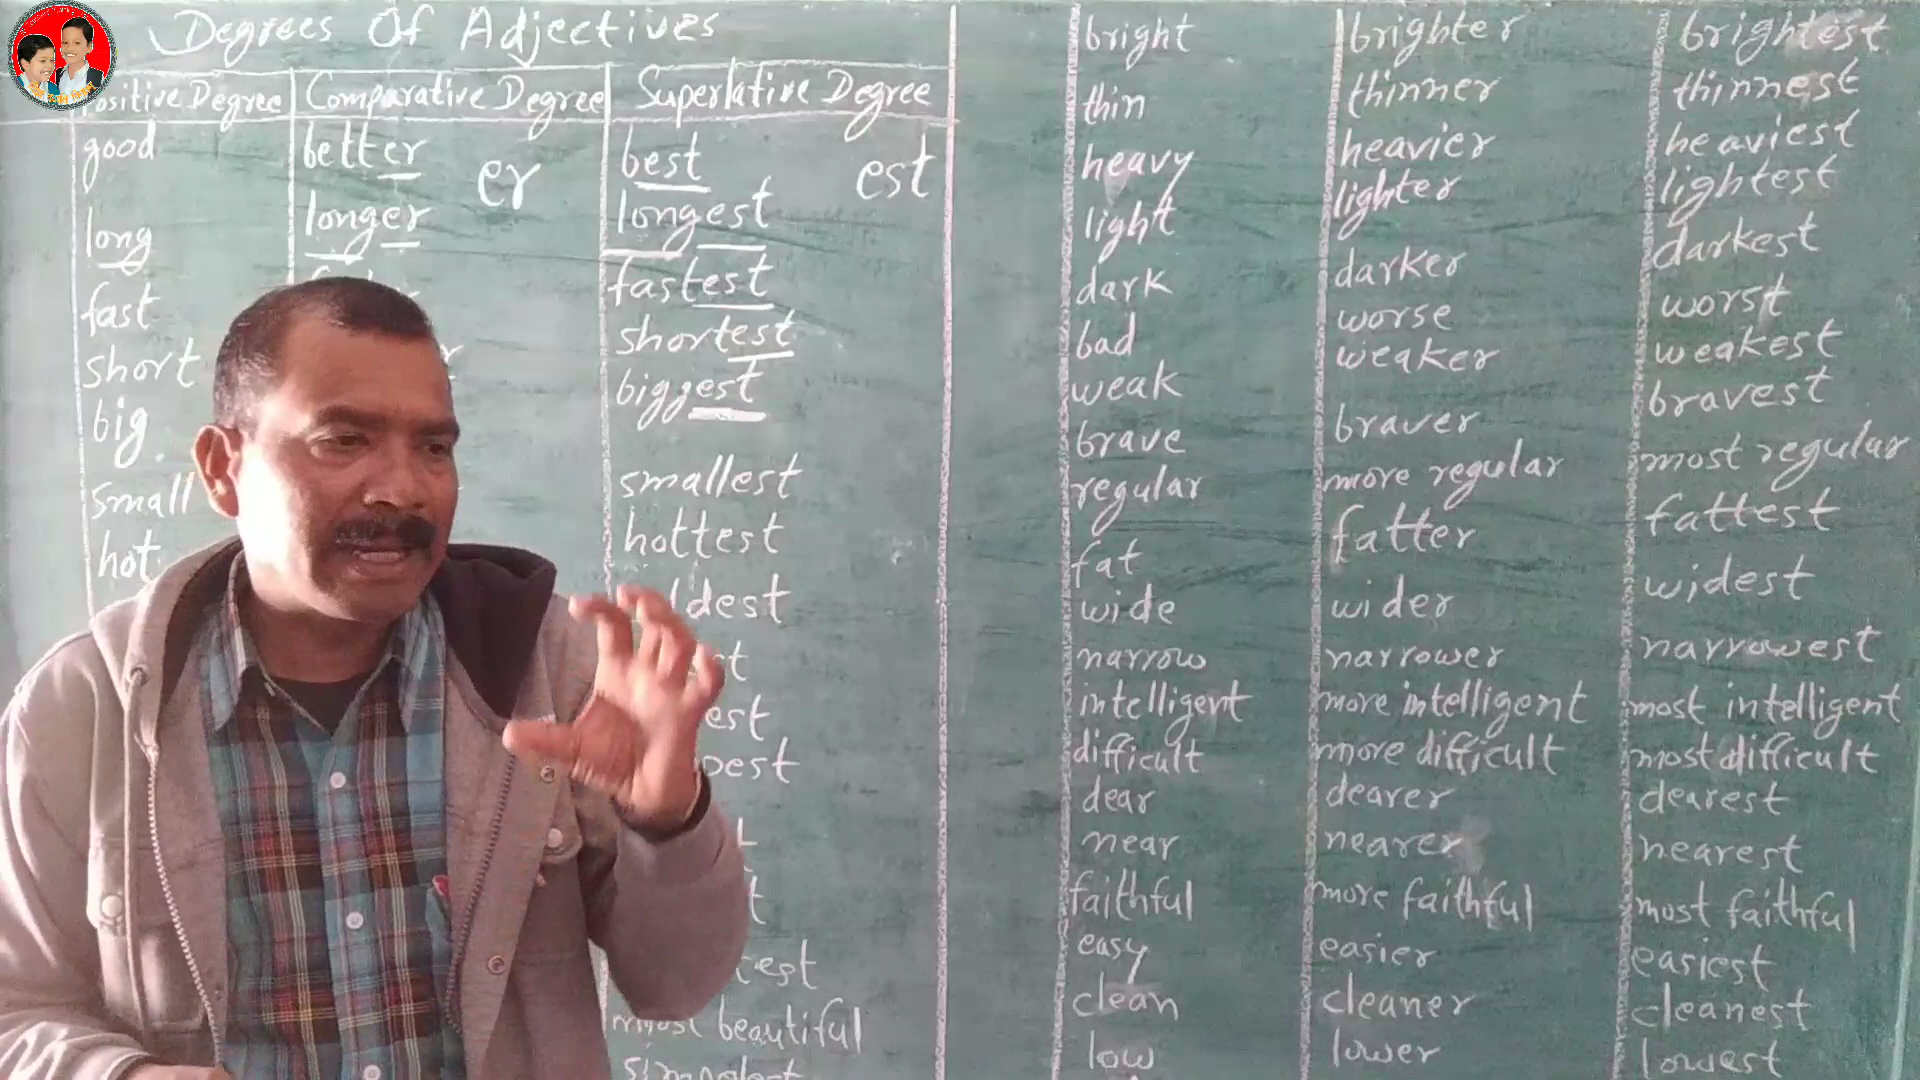 Degrees Of Adjectives
Positive Degree Comparative Degree Superlative Degree
good better er best est
long longer longest
fast fastest
short shortest
big. biggest
small smallest
hot hottest
most beautiful
bright brighter brightest
thin thinner thinnest
heavy heavier heaviest
light lighter lightest
dark darker darkest
bad worse worst
weak weaker weakest
brave braver bravest
regular more regular most regular
fat fatter fattest
wide wider widest
narrow narrower narrowest
intelligent more intelligent most intelligent
difficult more difficult most difficult
dear dearer dearest
near nearer nearest
faithful more faithful most faithful
easy easier easiest
clean cleaner cleanest
low lower lowest